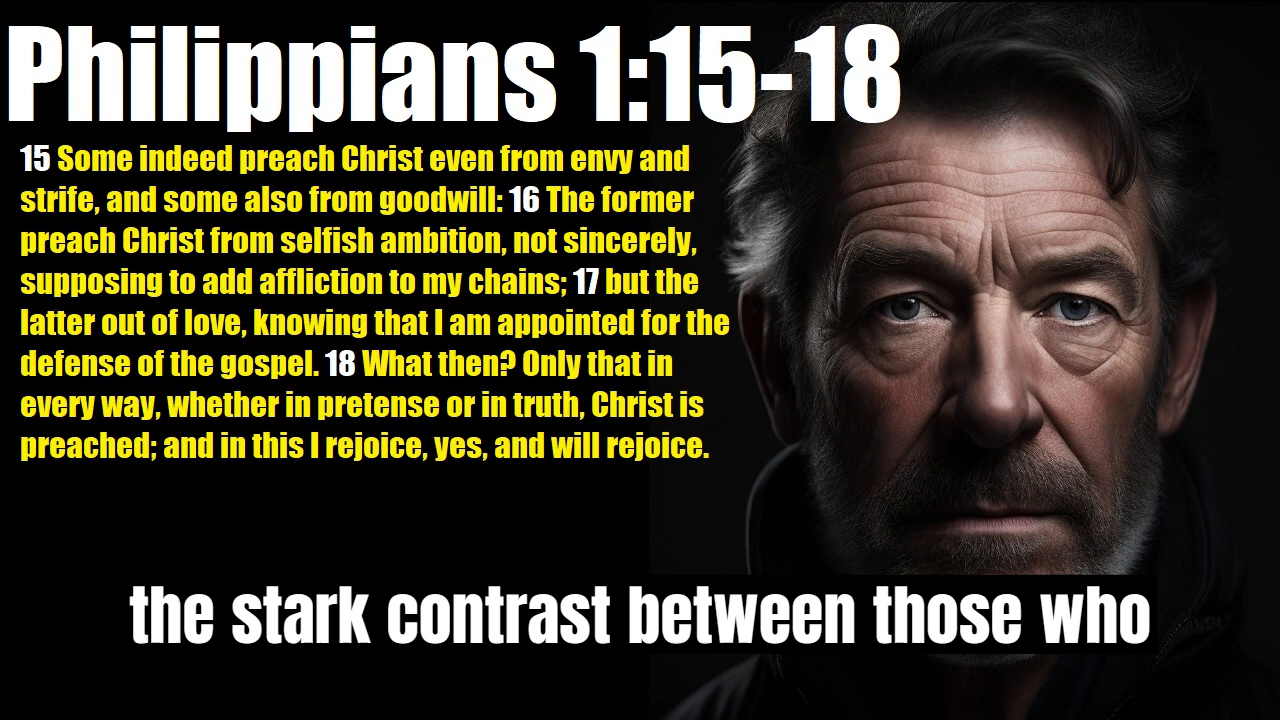 Philippians 1:15-18
15 Some indeed preach Christ even from envy and
strife, and some also from goodwill: 16 The former
preach Christ from selfish ambition, not sincerely,
supposing to add affliction to my chains; 17 but the
latter out of love, knowing that I am appointed for the
defense of the gospel. 18 What then? Only that in
every way, whether in pretense or in truth, Christ is
preached; and in this I rejoice, yes, and will rejoice.
the stark contrast between those who